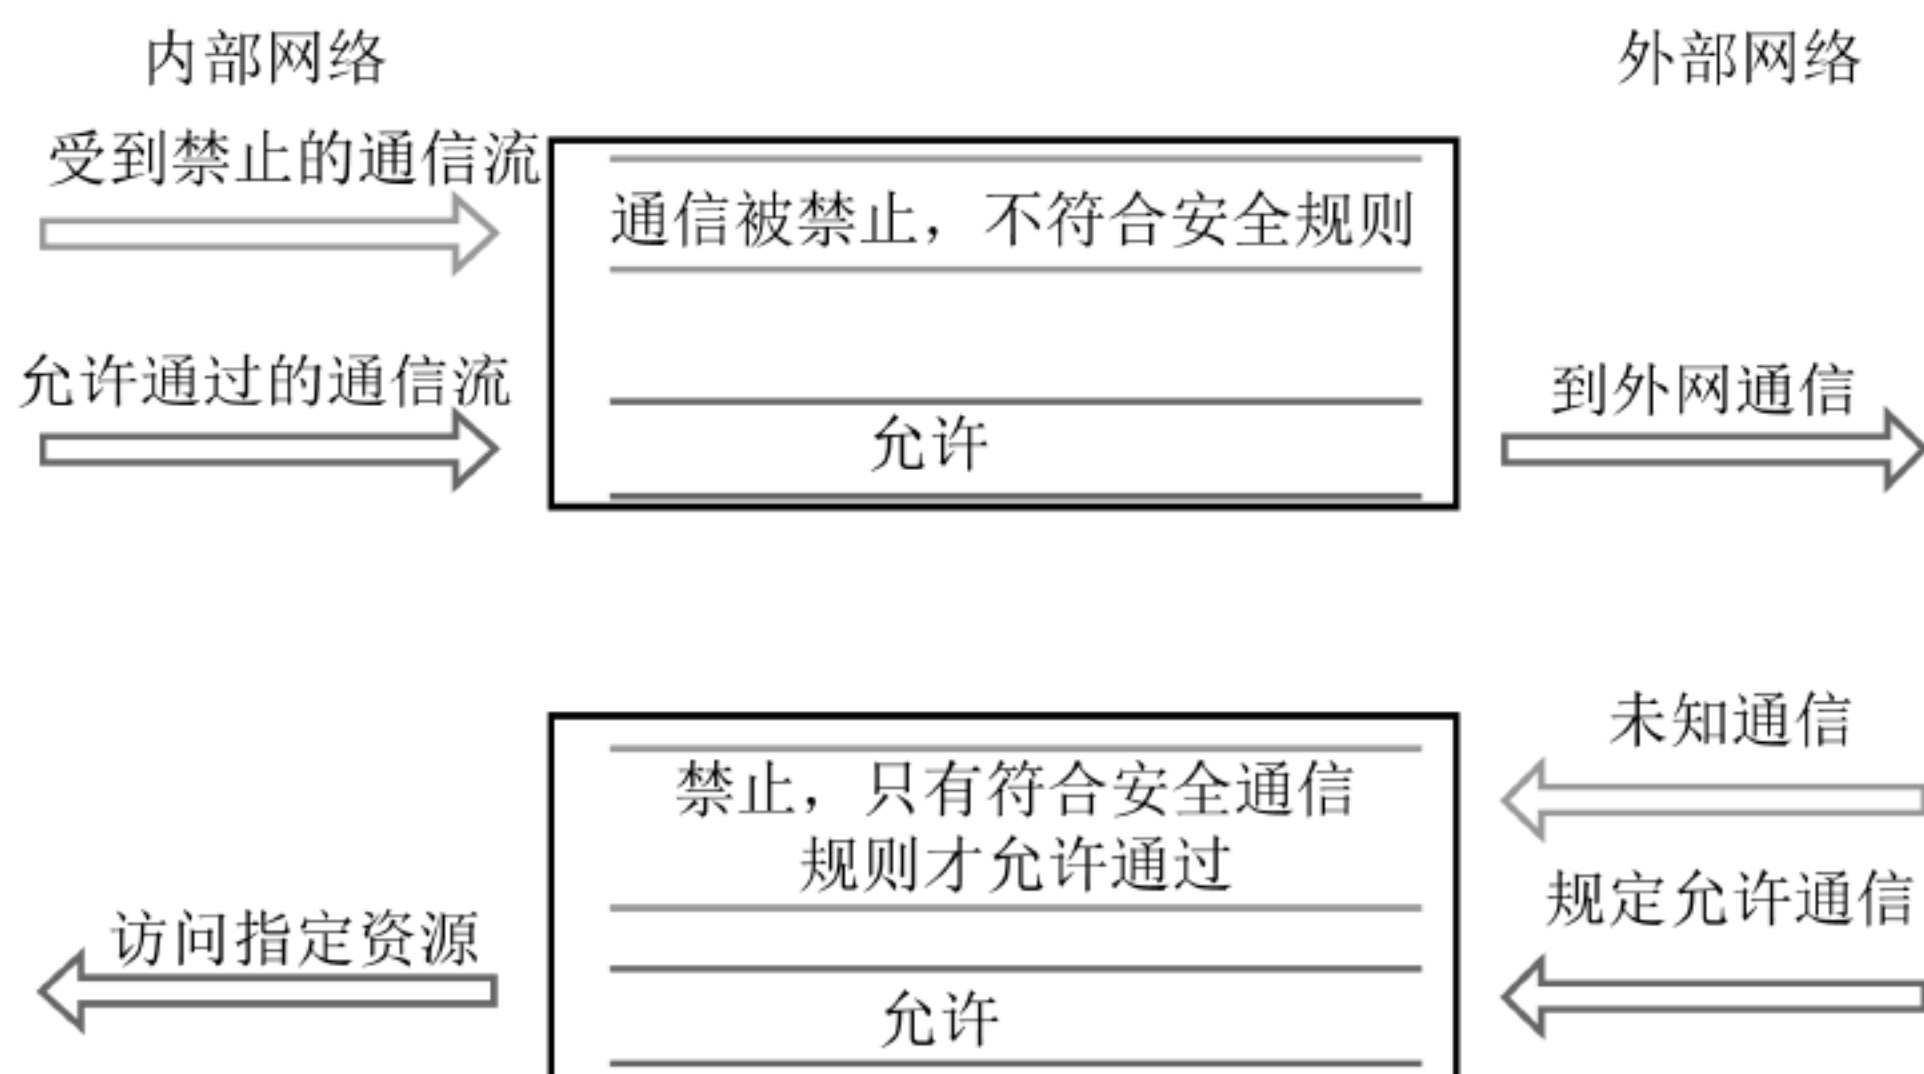 内部网络
外部网络
受到禁止的通信流
通信被禁止，不符合安全规则
允许通过的通信流
到外网通信
允许
未知通信
禁止，只有符合安全通信
规则才允许通过
规定允许通信
访问指定资源
允许